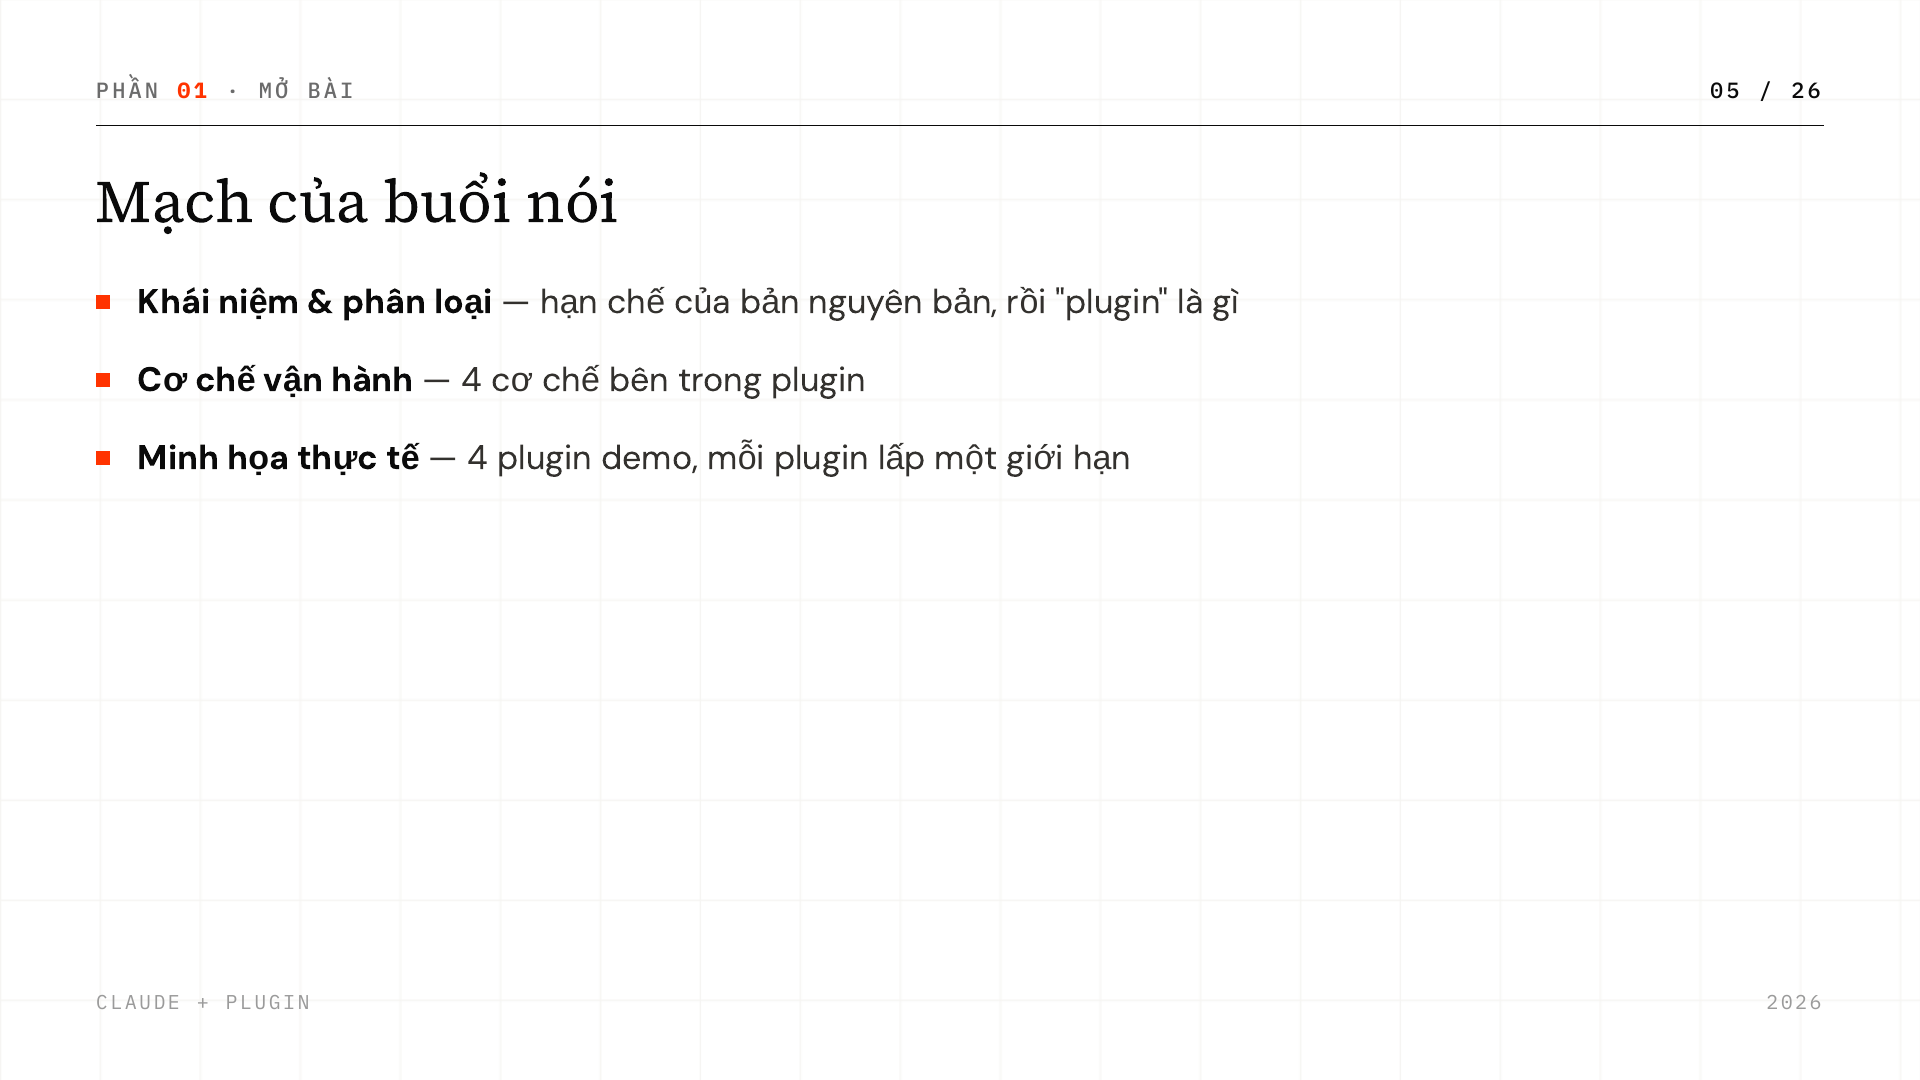 PHẦN 01 · MỞ BÀI
05 / 26
Mạch của buổi nói
Khái niệm & phân loại — hạn chế của bản nguyên bản, rồi "plugin" là gì
Cơ chế vận hành — 4 cơ chế bên trong plugin
Minh họa thực tế — 4 plugin demo, mỗi plugin lấp một giới hạn
CLAUDE + PLUGIN
2026